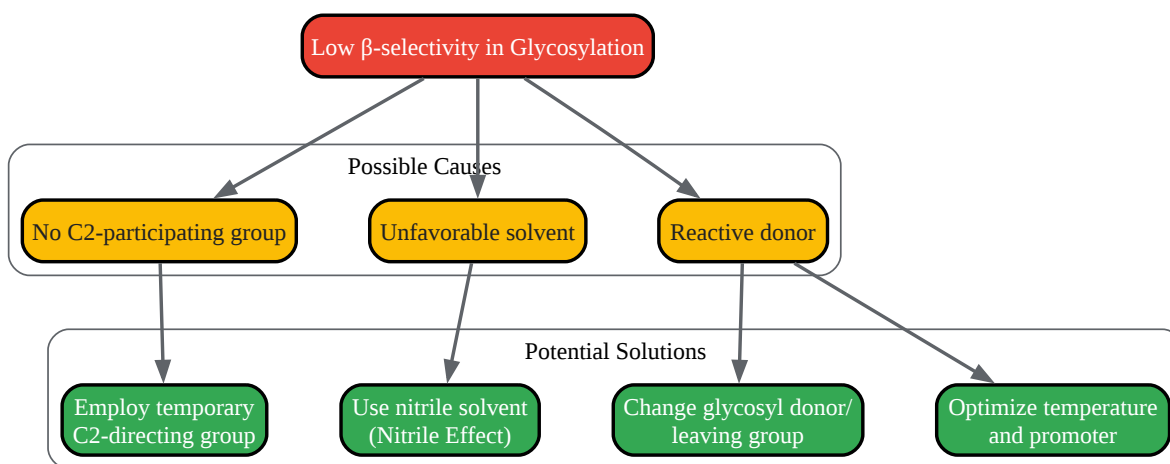 Low β-selectivity in Glycosylation
Possible Causes
No C2-participating group
Unfavorable solvent
Reactive donor
Potential Solutions
Employ temporary
C2-directing group
Use nitrile solvent
(Nitrile Effect)
Change glycosyl donor/
leaving group
Optimize temperature
and promoter